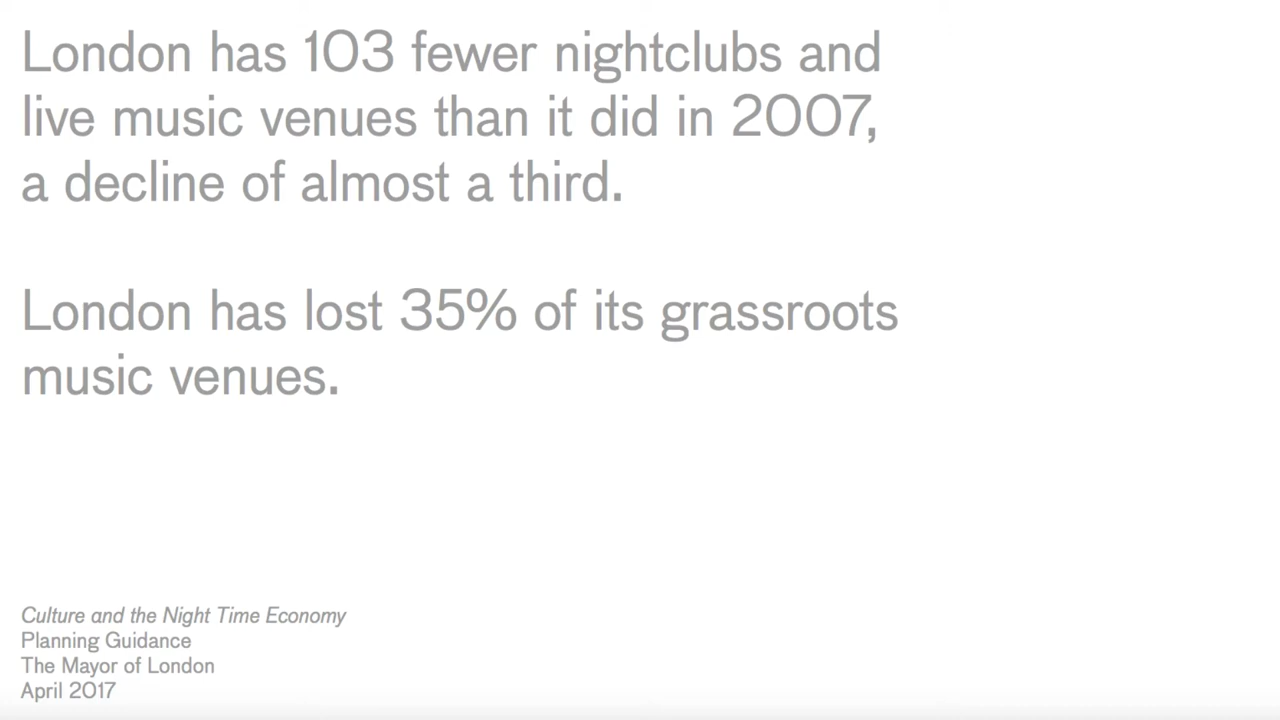 London has 103 fewer nightclubs and
live music venues than it did in 2007,
a decline of almost a third.
London has lost 35% of its grassroots
music venues.
Culture and the Night Time Economy
Planning Guidance
The Mayor of London
April 2017